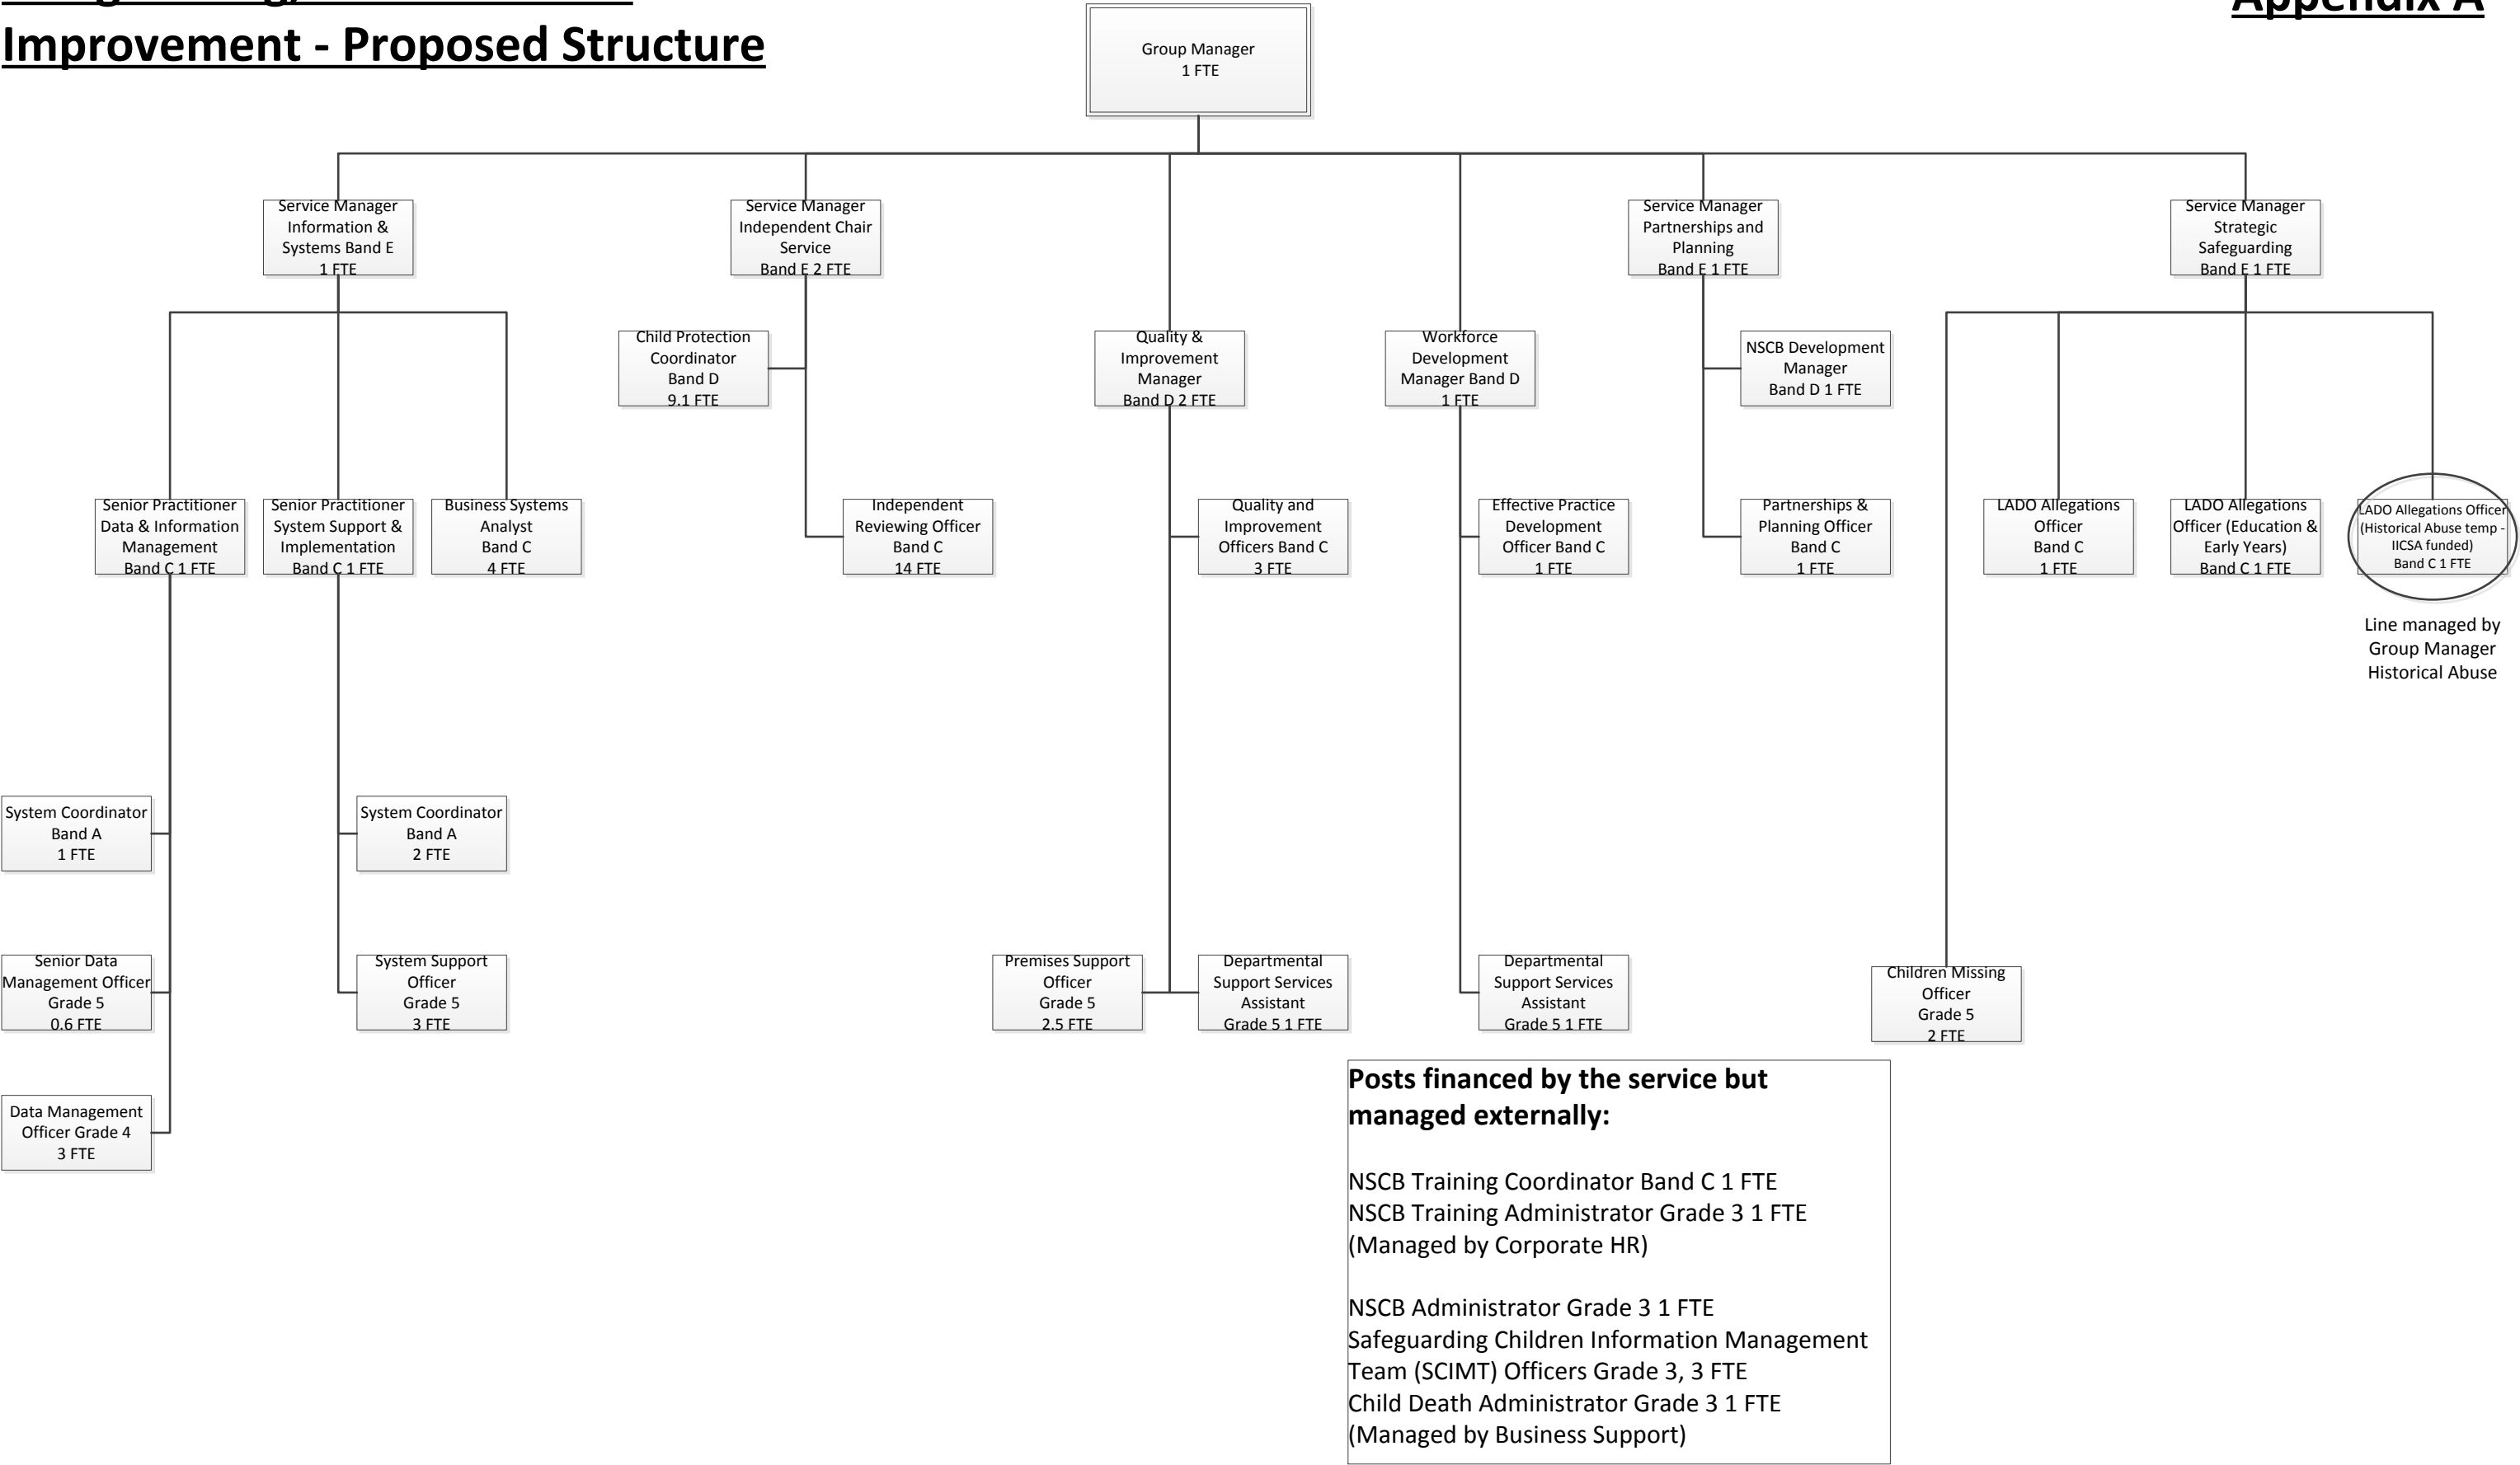 Improvement - Proposed Structure
Appendix A
Group Manager
1 FTE
Service Manager
Information &
Systems Band E
1 FTE
Service Manager
Independent Chair
Service
Band E 2 FTE
Service Manager
Partnerships and
Planning
Band E 1 FTE
Service Manager
Strategic
Safeguarding
Band E 1 FTE
Child Protection
Coordinator
Band D
9.1 FTE
Quality &
Improvement
Manager
Band D 2 FTE
Workforce
Development
Manager Band D
1 FTE
NSCB Development
Manager
Band D 1 FTE
Senior Practitioner
Data & Information
Management
Band C 1 FTE
Senior Practitioner
System Support &
Implementation
Band C 1 FTE
Business Systems
Analyst
Band C
4 FTE
Independent
Reviewing Officer
Band C
14 FTE
Quality and
Improvement
Officers Band C
3 FTE
Effective Practice
Development
Officer Band C
1 FTE
Partnerships &
Planning Officer
Band C
1 FTE
LADO Allegations
Officer
Band C
1 FTE
LADO Allegations
Officer (Education &
Early Years)
Band C 1 FTE
LADO Allegations Officer
(Historical Abuse temp -
IICSA funded)
Band C 1 FTE
Line managed by
Group Manager
Historical Abuse
System Coordinator
Band A
1 FTE
System Coordinator
Band A
2 FTE
Senior Data
Management Officer
Grade 5
0.6 FTE
System Support
Officer
Grade 5
3 FTE
Premises Support
Officer
Grade 5
2.5 FTE
Departmental
Support Services
Assistant
Grade 5 1 FTE
Departmental
Support Services
Assistant
Grade 5 1 FTE
Children Missing
Officer
Grade 5
2 FTE
Data Management
Officer Grade 4
3 FTE
Posts financed by the service but
managed externally:
NSCB Training Coordinator Band C 1 FTE
NSCB Training Administrator Grade 3 1 FTE
(Managed by Corporate HR)
NSCB Administrator Grade 3 1 FTE
Safeguarding Children Information Management
Team (SCIMT) Officers Grade 3, 3 FTE
Child Death Administrator Grade 3 1 FTE
(Managed by Business Support)